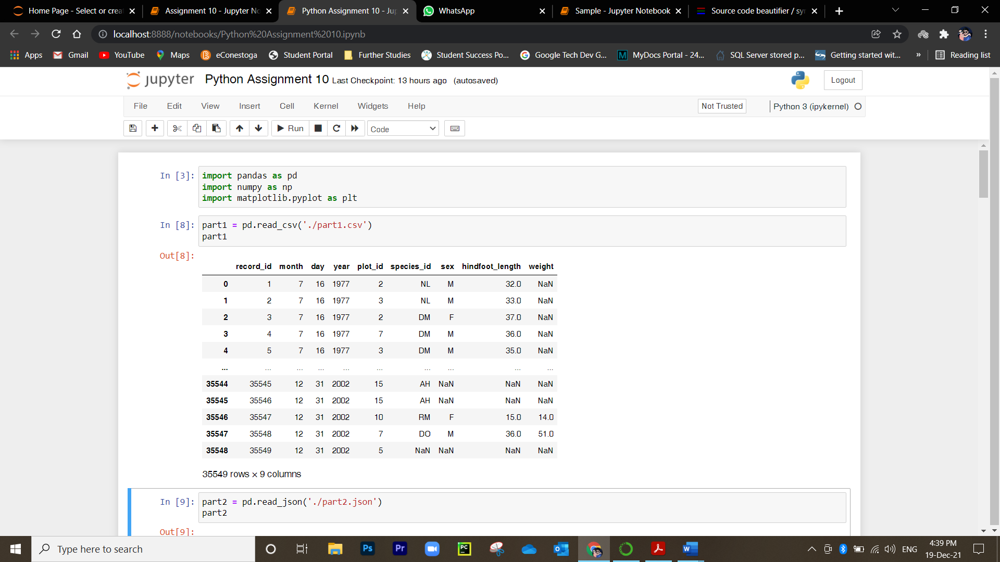 Home Page - Select or crea
Assignment 10 - Jupyter No
Python Assignment 10 - Jup
WhatsApp
Sample - Jupyter Notebook
Source code beautifier / syn
localhost:8888/notebooks/Python%20Assignment%2010.ipynb
Apps
Gmail
YouTube
Maps
eConestoga
Student Portal
Further Studies
Student Success Po...
Google Tech Dev G...
MyDocs Portal - 24...
SQL Server stored p...
Getting started wit...
»
Reading list
jupyter Python Assignment 10 Last Checkpoint: 13 hours ago (autosaved)
Logout
File Edit View Insert Cell Kernel Widgets Help
Not Trusted
Python 3 (ipykernel)
Run
Code
In [3]: import pandas as pd
import numpy as np
import matplotlib.pyplot as plt
In [8]: part1 = pd.read_csv('./part1.csv')
part1
Out[8]:
record_id month day year plot_id species_id sex hindfoot_length weight
0 1 7 16 1977 2 NL M 32.0 NaN
1 2 7 16 1977 3 NL M 33.0 NaN
2 3 7 16 1977 2 DM F 37.0 NaN
3 4 7 16 1977 7 DM M 36.0 NaN
4 5 7 16 1977 3 DM M 35.0 NaN
... ... ... ... ... ... ... ... ... ...
35544 35545 12 31 2002 15 AH NaN NaN NaN
35545 35546 12 31 2002 15 AH NaN NaN NaN
35546 35547 12 31 2002 10 RM F 15.0 14.0
35547 35548 12 31 2002 7 DO M 36.0 51.0
35548 35549 12 31 2002 5 NaN NaN NaN NaN
35549 rows × 9 columns
In [9]: part2 = pd.read_json('./part2.json')
part2
Out[9]:
Type here to search
Ps
Pr
PC
ENG
4:39 PM
19-Dec-21